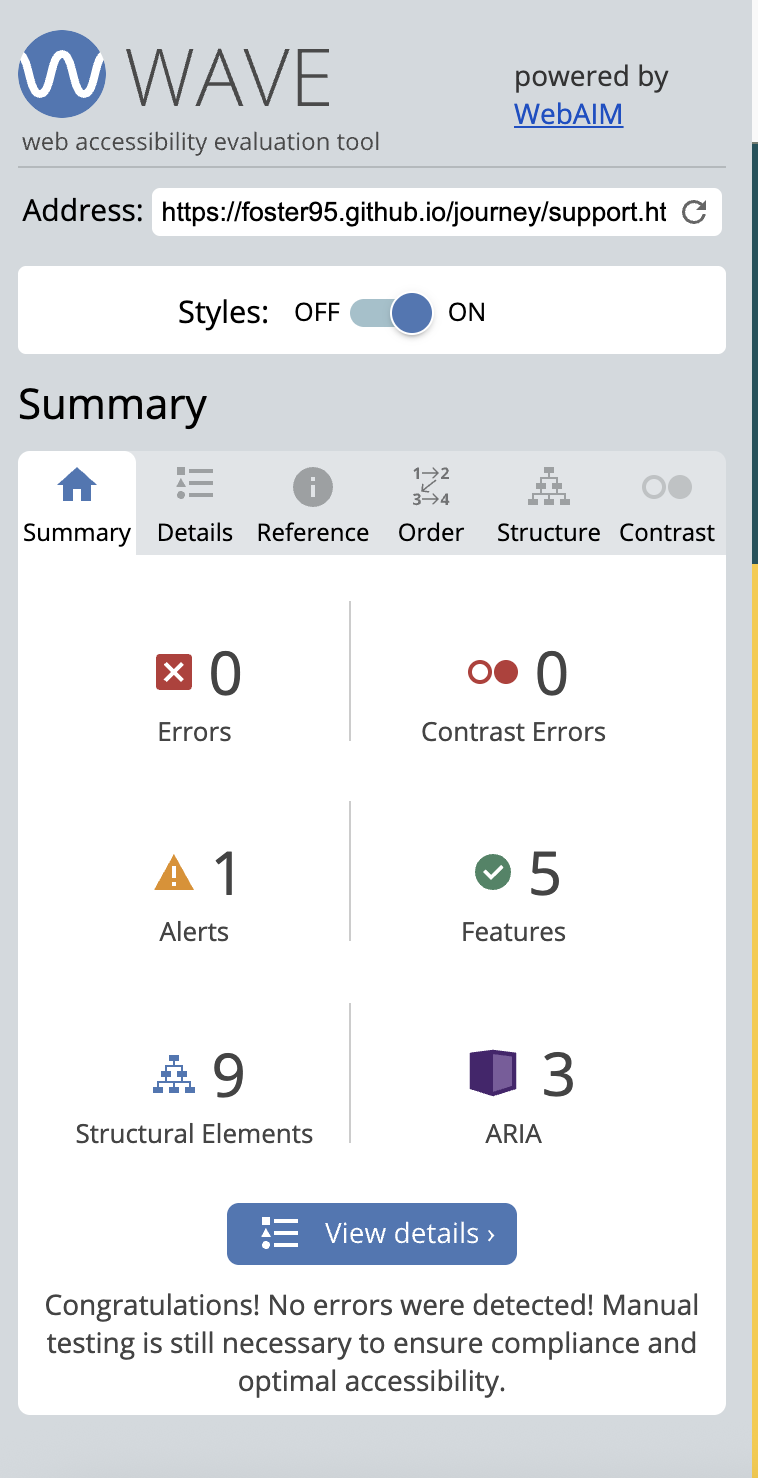 WAVE
web accessibility evaluation tool
powered by
WebAIM
Address: https://foster95.github.io/journey/support.ht
Styles: OFF ON
Summary
1→2
3→4
Summary Details Reference Order Structure Contrast
0 0
Errors Contrast Errors
1 5
Alerts Features
9 3
Structural Elements ARIA
View details ›
Congratulations! No errors were detected! Manual
testing is still necessary to ensure compliance and
optimal accessibility.